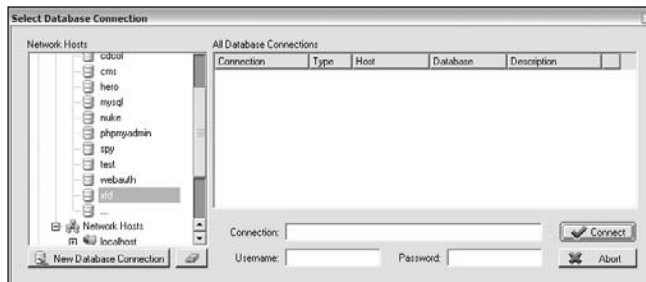 Select Database Connection
Network Hosts
All Database Connections
cdcol
cms
hero
mysql
nuke
phpmyadmin
spy
test
webauth
xfd
...
Network Hosts
localhost
New Database Connection
Connection Type Host Database Description
Connection:
Username: Password:
Connect
Abort